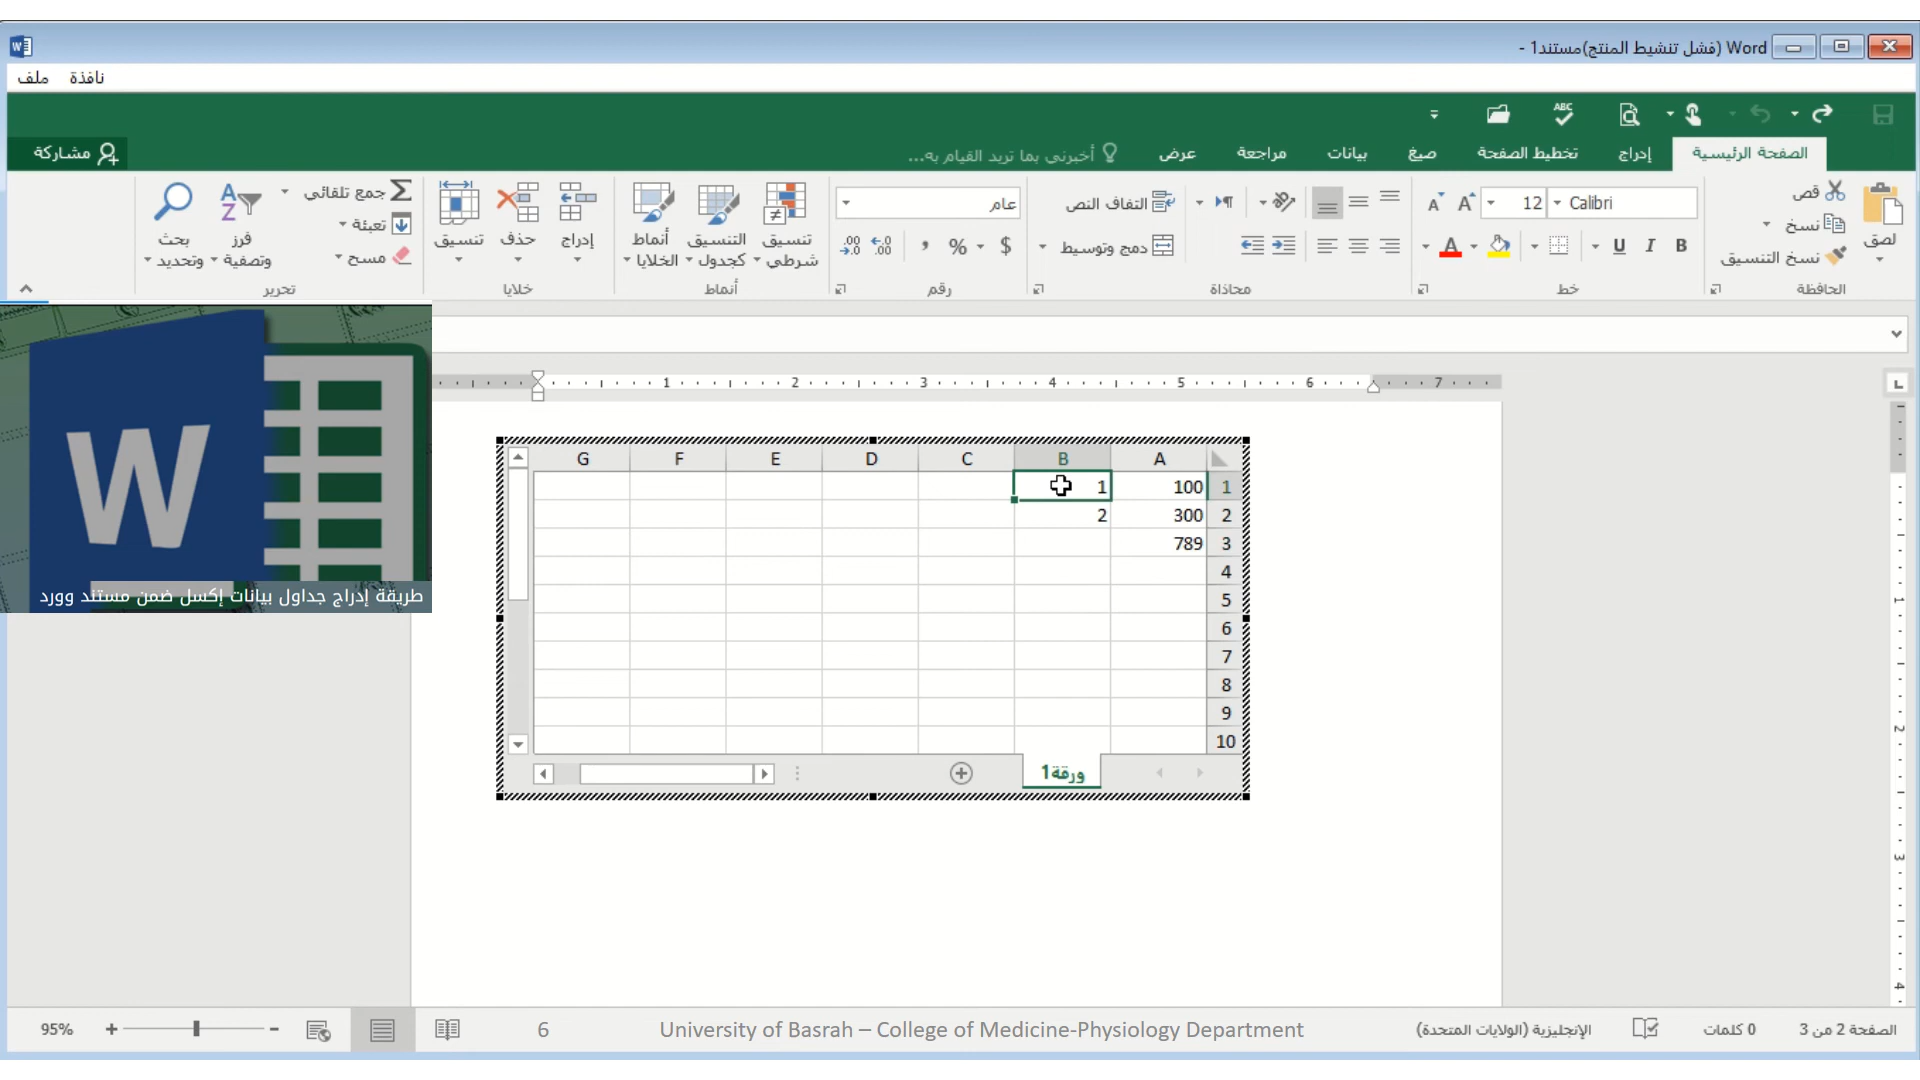 مستند1 - Word (فشل تنشيط المنتج)
ملف نافذة
الصفحة الرئيسية إدراج تخطيط الصفحة صيغ بيانات مراجعة عرض أخبرني بما تريد القيام به... مشاركة
لصق قص نسخ نسخ التنسيق الحافظة
Calibri 12 B I U A خط
التفاف النص دمج وتوسيط محاذاة
عام $ % رقم
تنسيق شرطي التنسيق كجدول أنماط الخلايا أنماط
إدراج حذف تنسيق خلايا
جمع تلقائي تعبئة مسح فرز وتصفية بحث وتحديد تحرير
W
طريقة إدراج جداول بيانات إكسل ضمن مستند وورد
1 2 3 4 5 6 7
A B C D E F G
1 100 1
2 300 2
3 789
4
5
6
7
8
9
10
ورقة1
1
2
3
4
الصفحة 2 من 3 0 كلمات الإنجليزية (الولايات المتحدة)
University of Basrah – College of Medicine-Physiology Department
6
95%